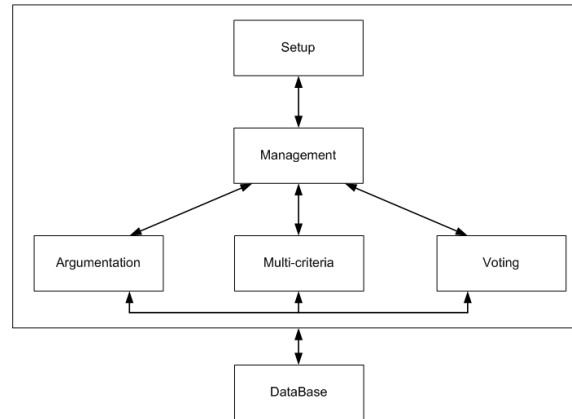 Setup
Management
Argumentation
Multi-criteria
Voting
DataBase